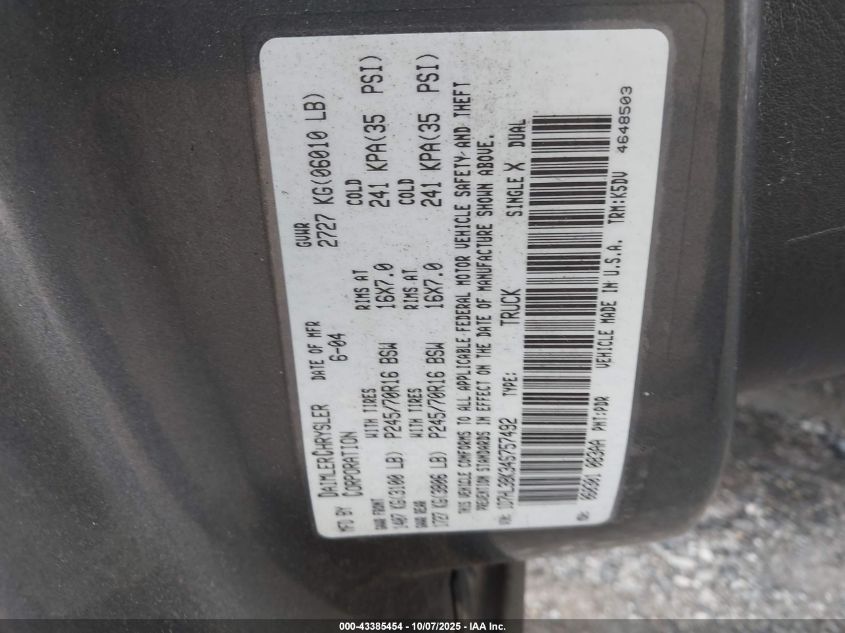 MFD BY DAIMLERCHRYSLER CORPORATION
DATE OF MFR 6-04
GVWR 2727 KG(06010 LB)
GAWR FRONT WITH TIRES RIMS AT COLD
1407 KG(3100 LB) P245/70R16 BSW 16X7.0 241 KPA(35 PSI)
GAWR REAR WITH TIRES RIMS AT COLD
1727 KG(3806 LB) P245/70R16 BSW 16X7.0 241 KPA(35 PSI)
THIS VEHICLE CONFORMS TO ALL APPLICABLE FEDERAL MOTOR VEHICLE SAFETY AND THEFT
PREVENTION STANDARDS IN EFFECT ON THE DATE OF MANUFACTURE SHOWN ABOVE.
VIN: 1D7HL38K34S757492 TYPE: TRUCK SINGLE X DUAL
MDH: PNT:PDR VEHICLE MADE IN U.S.A. TRM:K5DV
4648503
000-43385454 - 10/07/2025 - IAA Inc.